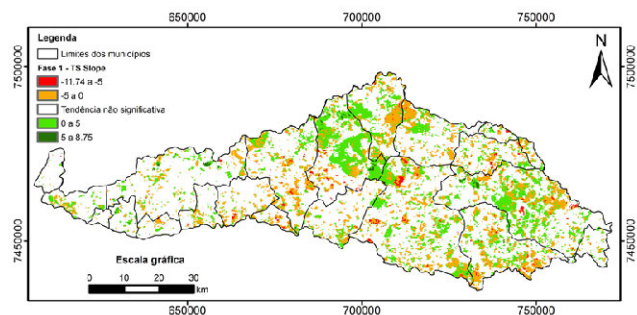 650000
700000
750000
Legenda
Limites dos municípios
Fase 1 - TS Slope
-11.74 a -5
-5 a 0
Tendência não significativa
0 a 5
5 a 8.75
N
7500000
7500000
7450000
7450000
Escala gráfica
0 10 20 30
km
650000
700000
750000